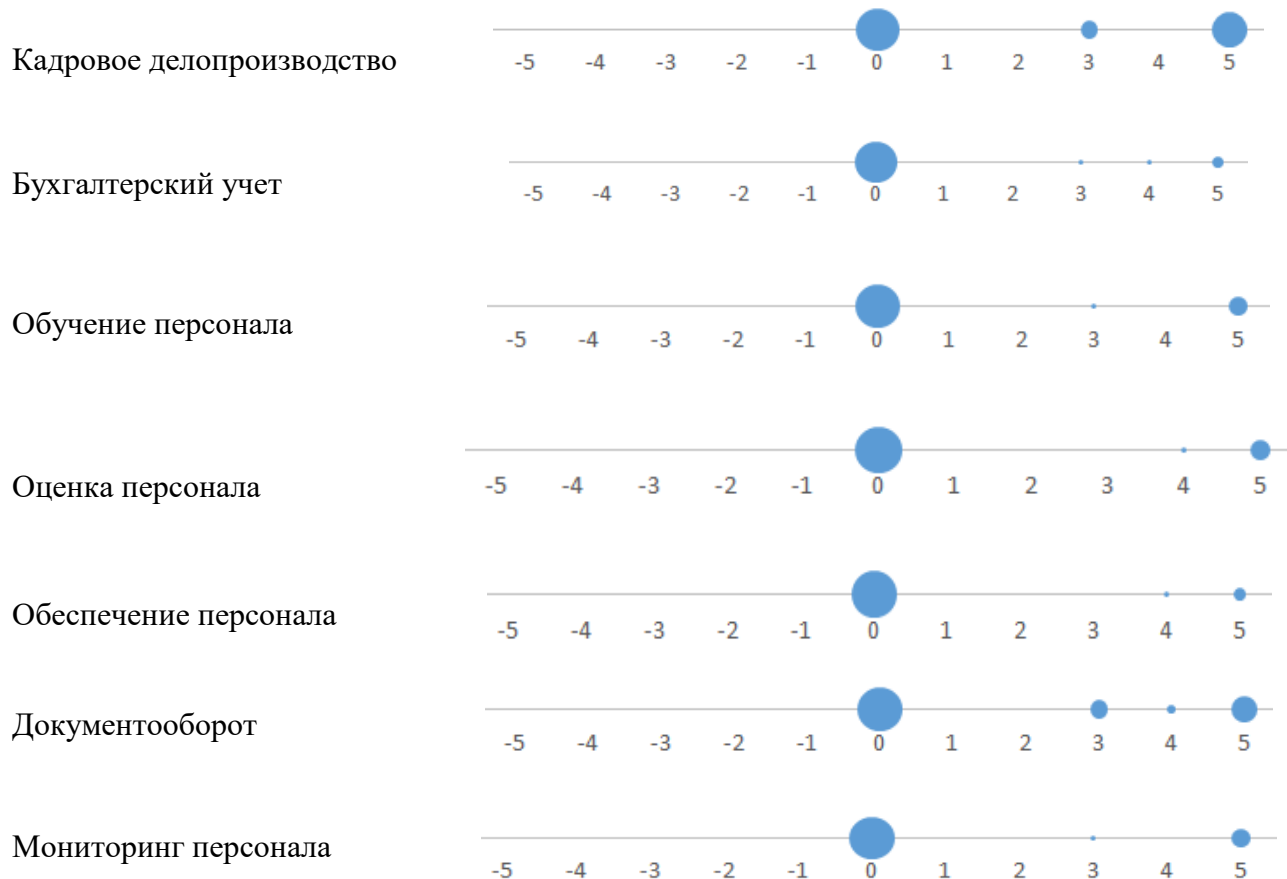 Кадровое делопроизводство
-5 -4 -3 -2 -1 0 1 2 3 4 5
Бухгалтерский учет
-5 -4 -3 -2 -1 0 1 2 3 4 5
Обучение персонала
-5 -4 -3 -2 -1 0 1 2 3 4 5
Оценка персонала
-5 -4 -3 -2 -1 0 1 2 3 4 5
Обеспечение персонала
-5 -4 -3 -2 -1 0 1 2 3 4 5
Документооборот
-5 -4 -3 -2 -1 0 1 2 3 4 5
Мониторинг персонала
-5 -4 -3 -2 -1 0 1 2 3 4 5